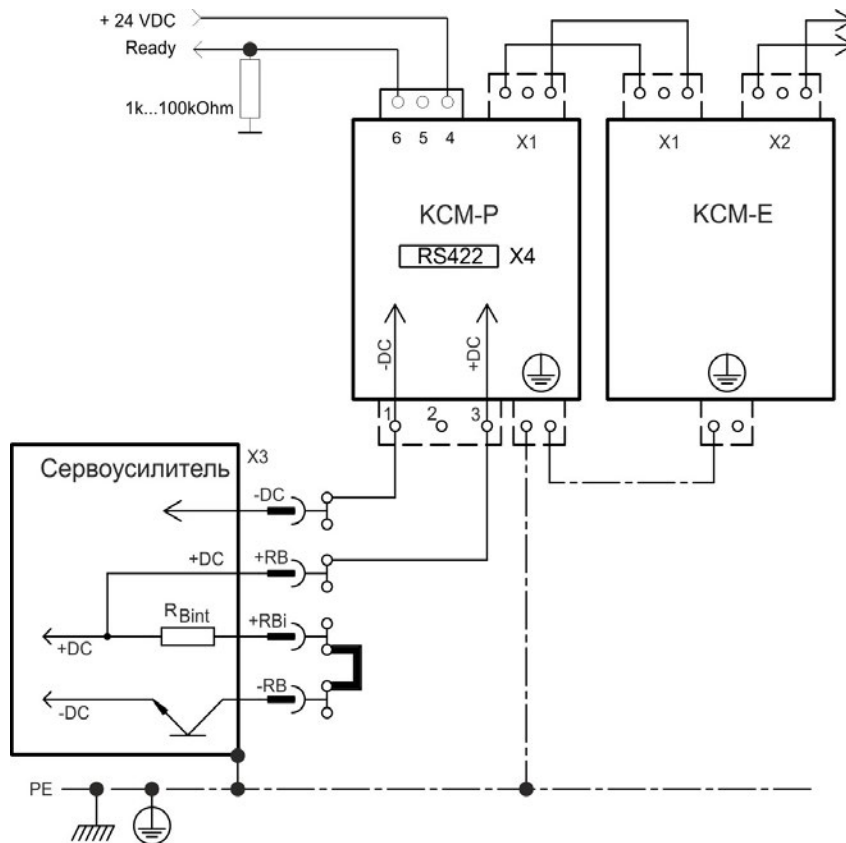 + 24 VDC
Ready
1k...100kOhm
6 5 4
X1
X1
X2
KCM-P
KCM-E
RS422 X4
-DC
+DC
1 2 3
Сервоусилитель
X3
-DC
+DC
+RB
RBint
+RBi
+DC
-RB
-DC
PE